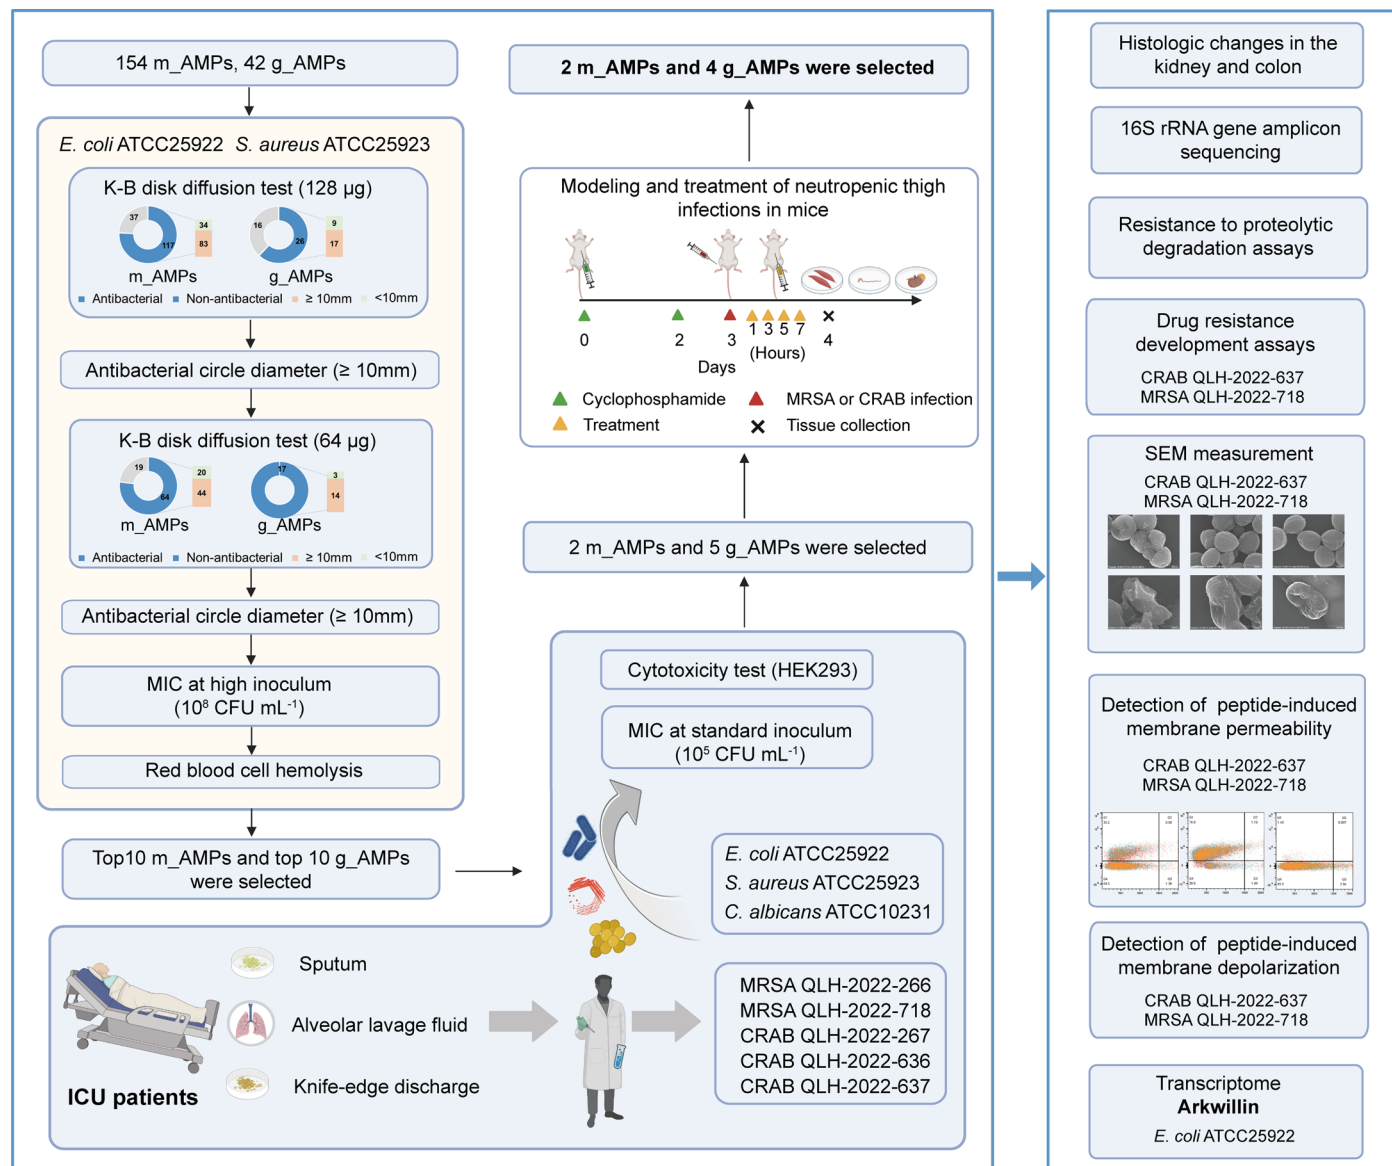 154 m_AMPs, 42 g_AMPs
E. coli ATCC25922 S. aureus ATCC25923
K-B disk diffusion test (128 µg)
37
117
34
83
16
26
9
17
m_AMPs
g_AMPs
Antibacterial Non-antibacterial ≥ 10mm <10mm
Antibacterial circle diameter (≥ 10mm)
K-B disk diffusion test (64 µg)
19
64
20
44
17
3
14
m_AMPs
g_AMPs
Antibacterial Non-antibacterial ≥ 10mm <10mm
Antibacterial circle diameter (≥ 10mm)
MIC at high inoculum
(10⁸ CFU mL⁻¹)
Red blood cell hemolysis
Top10 m_AMPs and top 10 g_AMPs
were selected
ICU patients
Sputum
Alveolar lavage fluid
Knife-edge discharge
MRSA QLH-2022-266
MRSA QLH-2022-718
CRAB QLH-2022-267
CRAB QLH-2022-636
CRAB QLH-2022-637
E. coli ATCC25922
S. aureus ATCC25923
C. albicans ATCC10231
MIC at standard inoculum
(10⁵ CFU mL⁻¹)
Cytotoxicity test (HEK293)
2 m_AMPs and 5 g_AMPs were selected
Modeling and treatment of neutropenic thigh
infections in mice
0 2 3 1 3 5 7 4
(Hours)
Days
Cyclophosphamide
MRSA or CRAB infection
Treatment
Tissue collection
2 m_AMPs and 4 g_AMPs were selected
Histologic changes in the
kidney and colon
16S rRNA gene amplicon
sequencing
Resistance to proteolytic
degradation assays
Drug resistance
development assays
CRAB QLH-2022-637
MRSA QLH-2022-718
SEM measurement
CRAB QLH-2022-637
MRSA QLH-2022-718
Detection of peptide-induced
membrane permeability
CRAB QLH-2022-637
MRSA QLH-2022-718
Detection of peptide-induced
membrane depolarization
CRAB QLH-2022-637
MRSA QLH-2022-718
Transcriptome
Arkwillin
E. coli ATCC25922